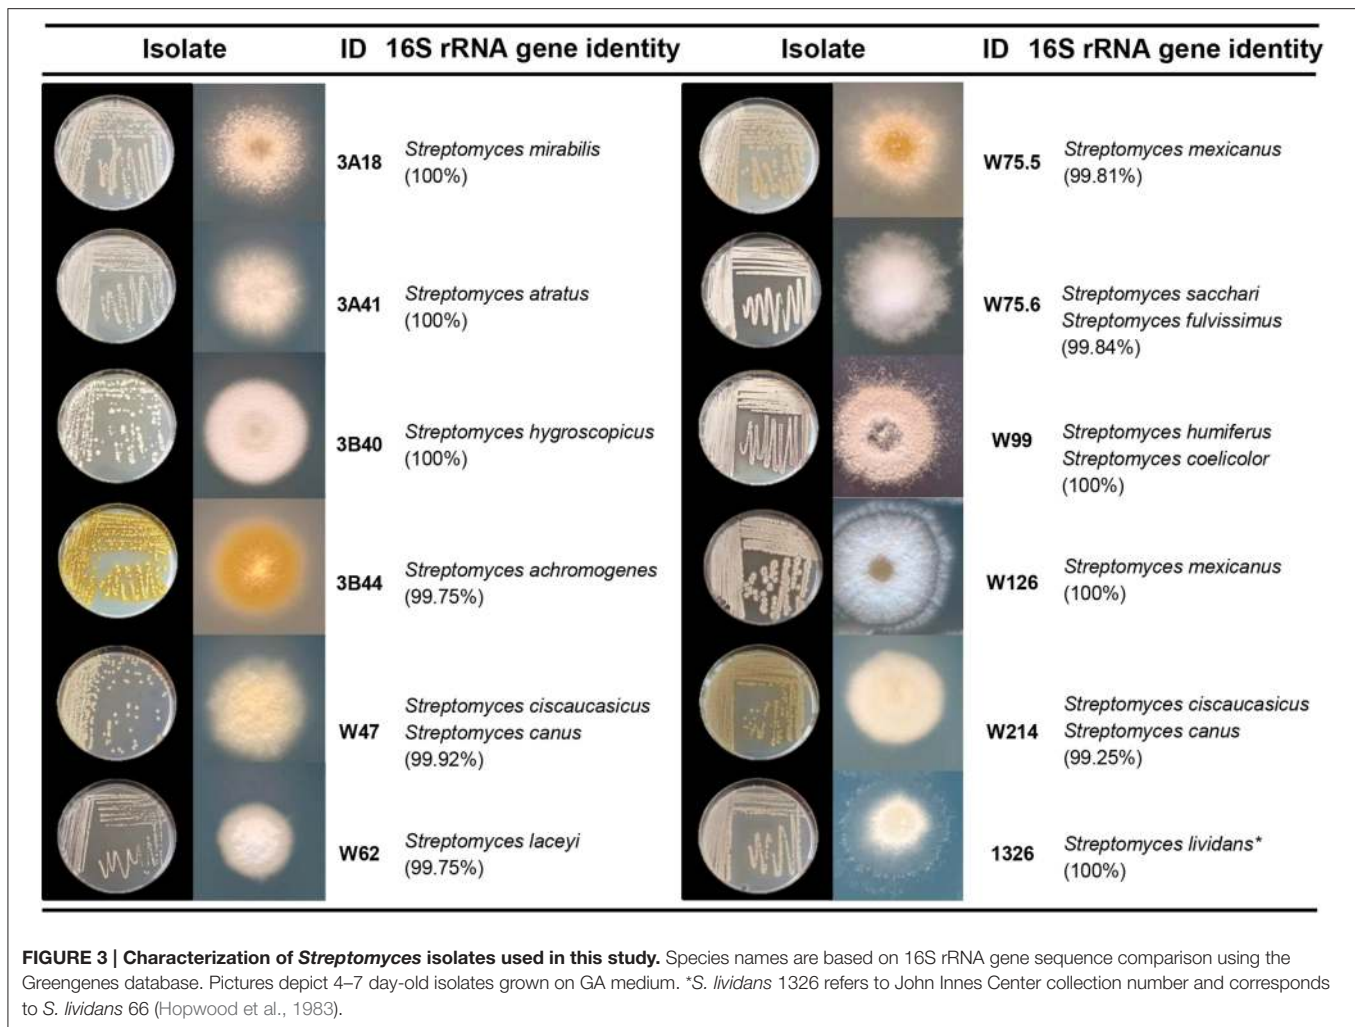 Isolate ID 16S rRNA gene identity Isolate ID 16S rRNA gene identity
3A18
Streptomyces mirabilis
(100%)
3A41
Streptomyces atratus
(100%)
3B40
Streptomyces hygroscopicus
(100%)
3B44
Streptomyces achromogenes
(99.75%)
W47
Streptomyces ciscaucasicus
Streptomyces canus
(99.92%)
W62
Streptomyces laceyi
(99.75%)
W75.5
Streptomyces mexicanus
(99.81%)
W75.6
Streptomyces sacchari
Streptomyces fulvissimus
(99.84%)
W99
Streptomyces humiferus
Streptomyces coelicolor
(100%)
W126
Streptomyces mexicanus
(100%)
W214
Streptomyces ciscaucasicus
Streptomyces canus
(99.25%)
1326
Streptomyces lividans*
(100%)
FIGURE 3 | Characterization of Streptomyces isolates used in this study. Species names are based on 16S rRNA gene sequence comparison using the
Greengenes database. Pictures depict 4–7 day-old isolates grown on GA medium. *S. lividans 1326 refers to John Innes Center collection number and corresponds
to S. lividans 66 (Hopwood et al., 1983).